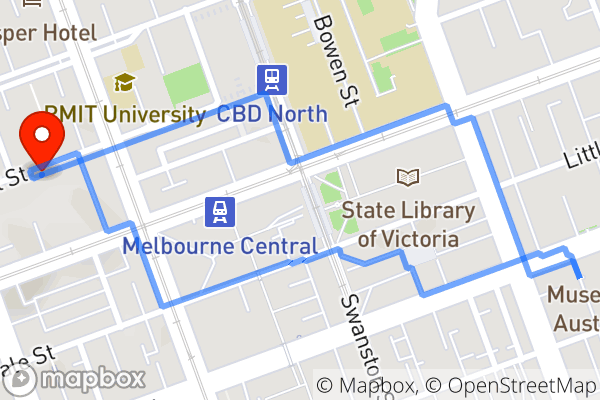 sper Hotel
Bowen St
RMIT University
CBD North
l St
Little
State Library
of Victoria
Melbourne Central
Muse
Aust
Swanston S
ale St
mapbox
© Mapbox, © OpenStreetMap